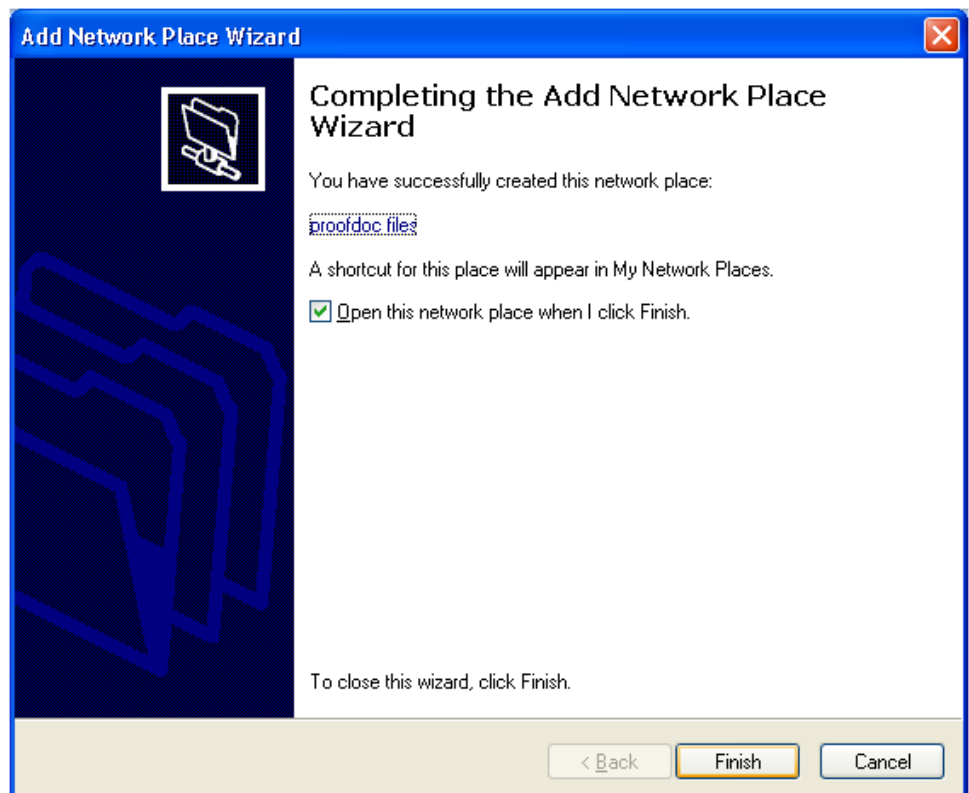 Add Network Place Wizard
Completing the Add Network Place
Wizard
You have successfully created this network place:
proofdoc files
A shortcut for this place will appear in My Network Places.
Open this network place when I click Finish.
To close this wizard, click Finish.
< Back Finish Cancel